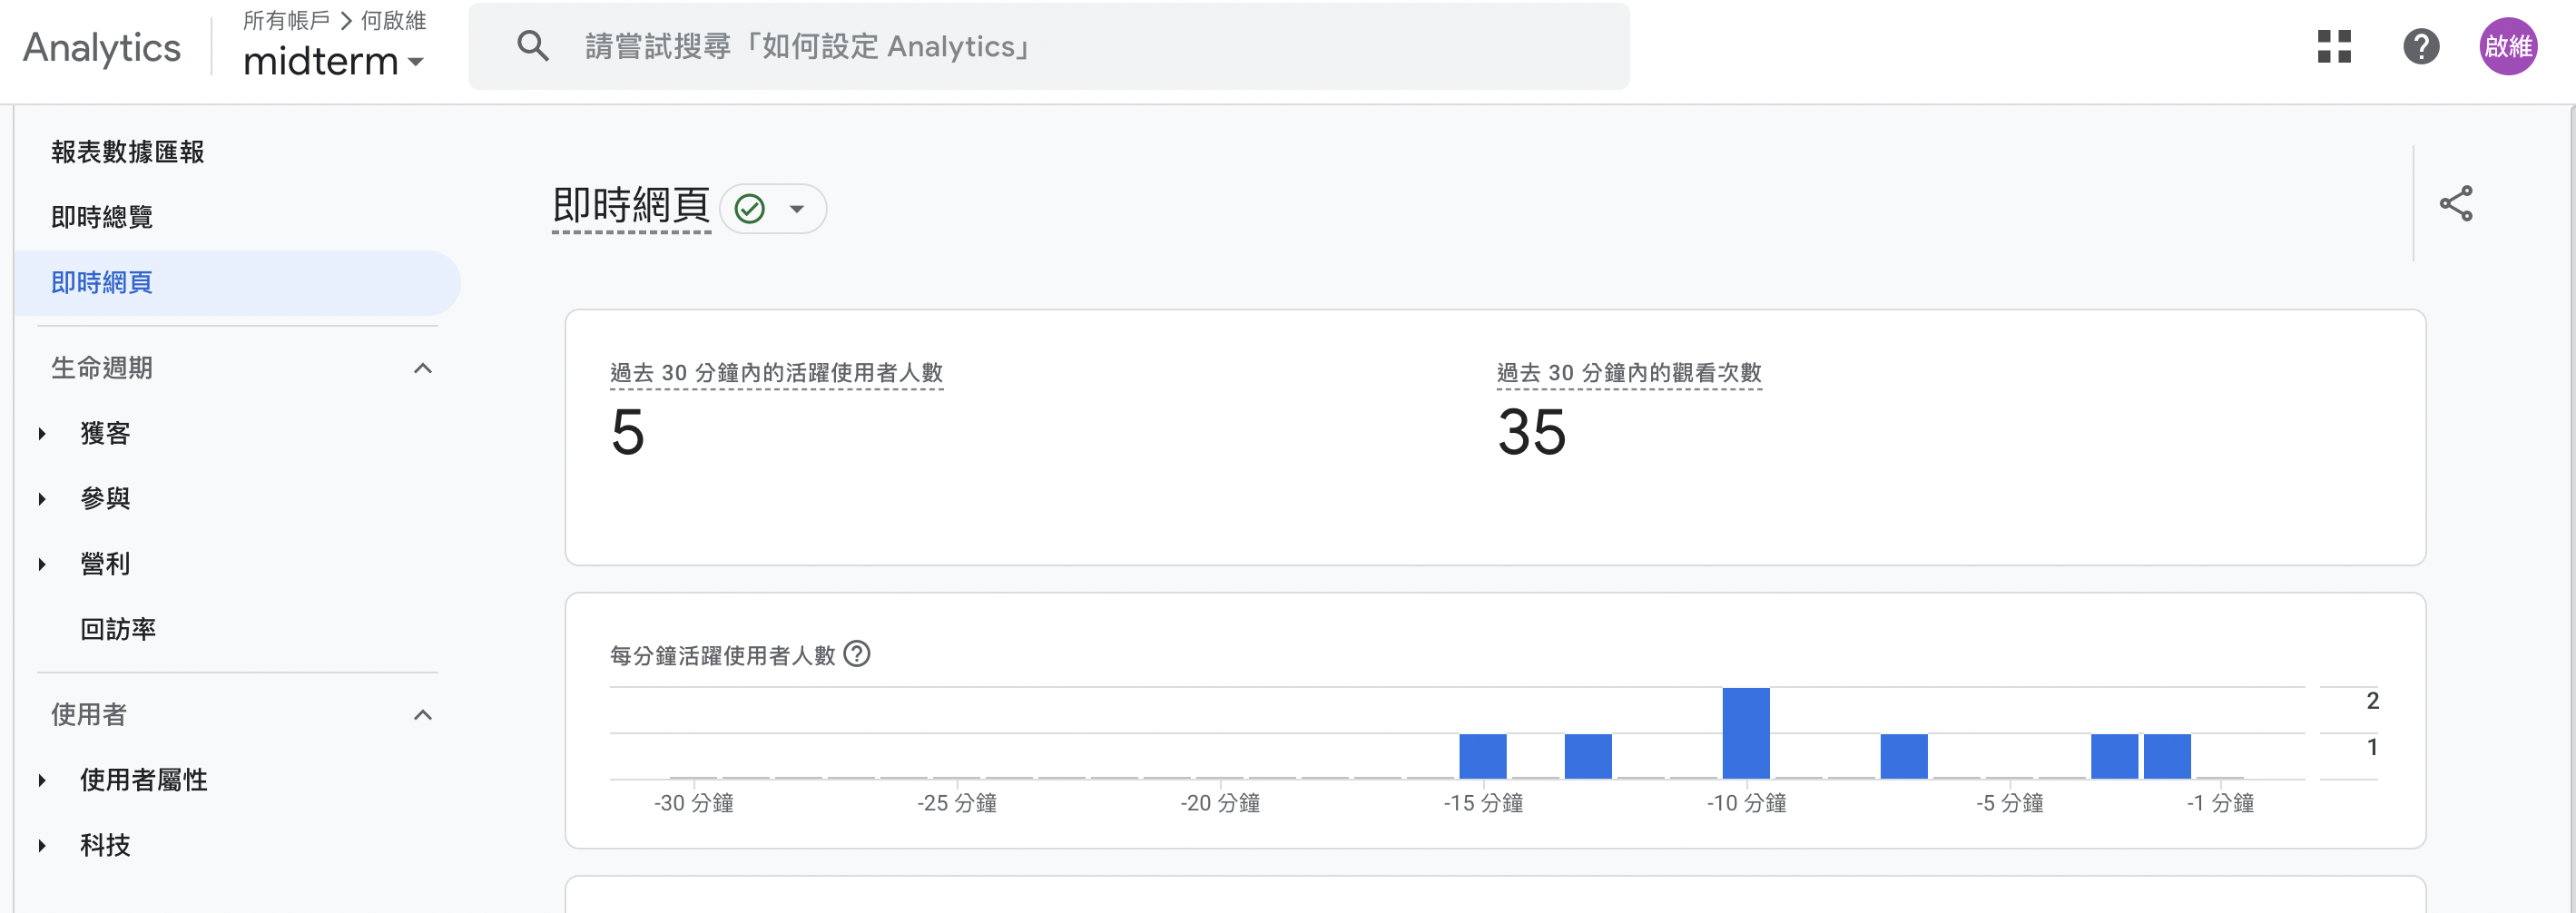 Analytics
所有帳戶 > 何啟維
midterm
請嘗試搜尋「如何設定 Analytics」
啟維
報表數據匯報
即時總覽
即時網頁
生命週期
獲客
參與
營利
回訪率
使用者
使用者屬性
科技
即時網頁
過去 30 分鐘內的活躍使用者人數
5
過去 30 分鐘內的觀看次數
35
每分鐘活躍使用者人數
2
1
-30 分鐘 -25 分鐘 -20 分鐘 -15 分鐘 -10 分鐘 -5 分鐘 -1 分鐘